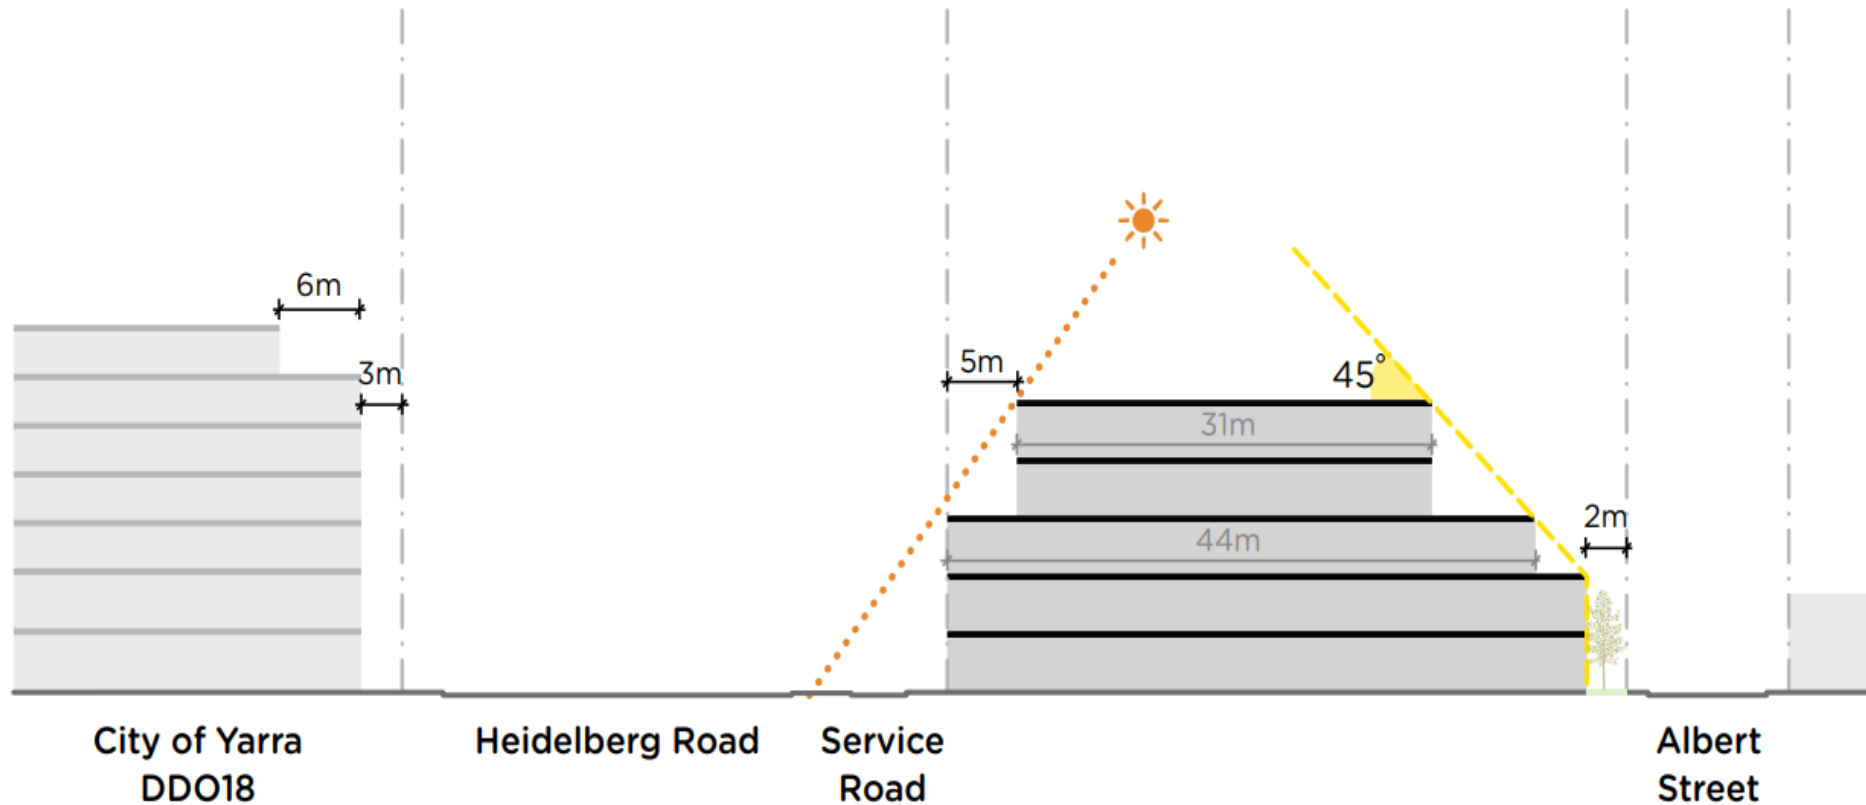 6m
3m
5m
45°
31m
44m
2m
City of Yarra
DDO18
Heidelberg Road
Service
Road
Albert
Street